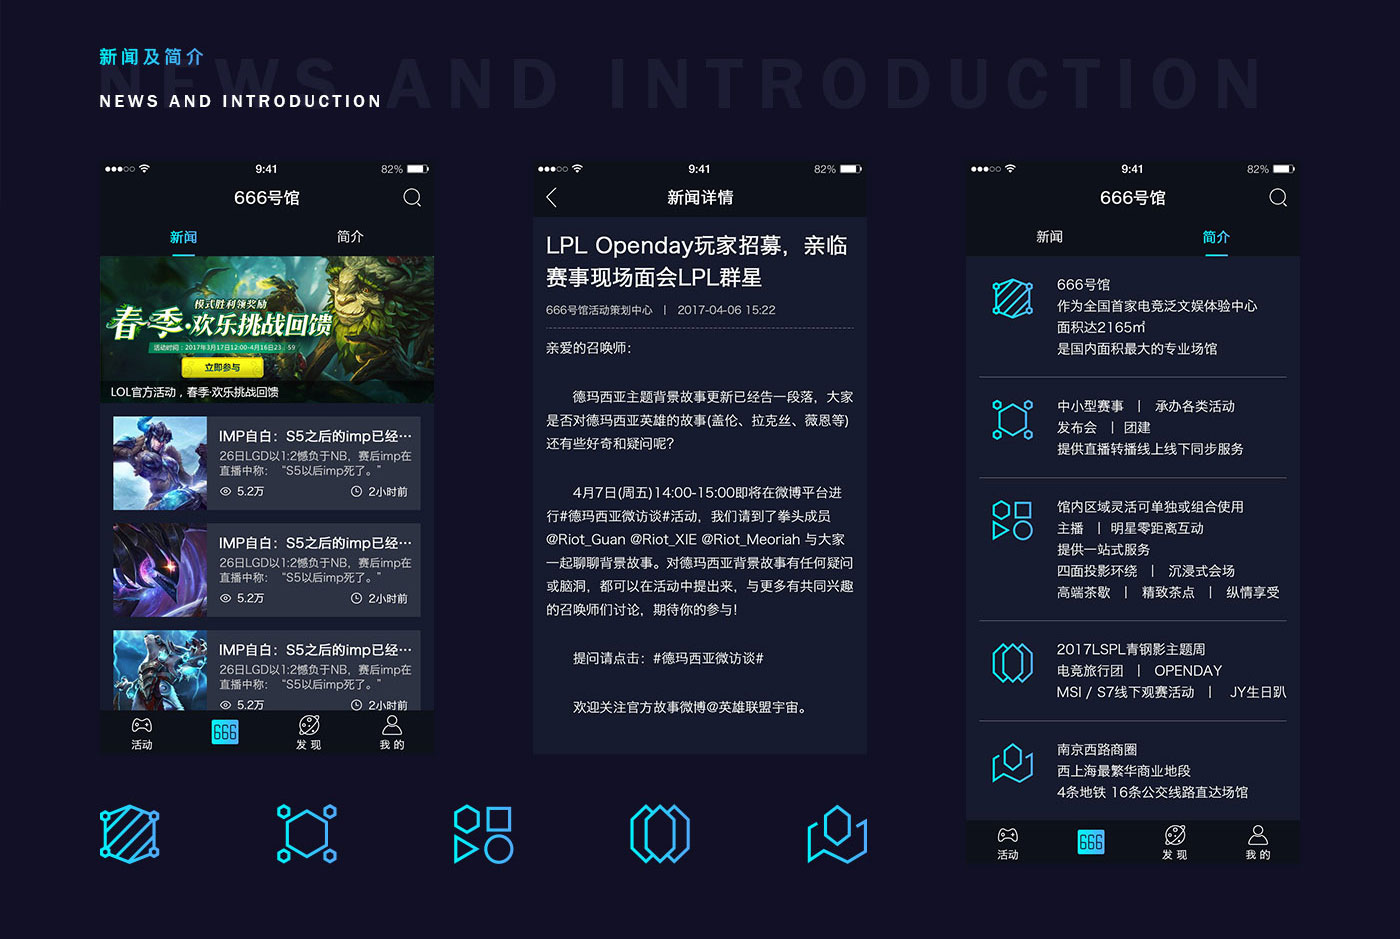 新闻及简介
NEWS AND INTRODUCTION
NEWS AND INTRODUCTION
9:41
82%
666号馆
新闻
简介
模式胜利领奖励
春·季·欢乐挑战回馈
活动时间：2017年3月17日12:00-4月16日23：59
立即参与
LOL官方活动，春季·欢乐挑战回馈
IMP自白：S5之后的imp已经···
26日LGD以1:2憾负于NB，赛后imp在
直播中称：“S5以后imp死了。”
5.2万
2小时前
IMP自白：S5之后的imp已经···
26日LGD以1:2憾负于NB，赛后imp在
直播中称：“S5以后imp死了。”
5.2万
2小时前
IMP自白：S5之后的imp已经···
26日LGD以1:2憾负于NB，赛后imp在
直播中称：“S5以后imp死了。”
5.2万
2小时前
活动
666
发现
我的
9:41
82%
新闻详情
LPL Openday玩家招募，亲临
赛事现场面会LPL群星
666号馆活动策划中心 | 2017-04-06 15:22
亲爱的召唤师：
德玛西亚主题背景故事更新已经告一段落，大家
是否对德玛西亚英雄的故事(盖伦、拉克丝、薇恩等)
还有些好奇和疑问呢？
4月7日(周五)14:00-15:00即将在微博平台进
行#德玛西亚微访谈#活动，我们请到了拳头成员
@Riot_Guan @Riot_XIE @Riot_Meoriah 与大家
一起聊聊背景故事。对德玛西亚背景故事有任何疑问
或脑洞，都可以在活动中提出来，与更多有共同兴趣
的召唤师们讨论，期待你的参与！
提问请点击：#德玛西亚微访谈#
欢迎关注官方故事微博@英雄联盟宇宙。
9:41
82%
666号馆
新闻
简介
666号馆
作为全国首家电竞泛文娱体验中心
面积达2165㎡
是国内面积最大的专业场馆
中小型赛事 | 承办各类活动
发布会 | 团建
提供直播转播线上线下同步服务
馆内区域灵活可单独或组合使用
主播 | 明星零距离互动
提供一站式服务
四面投影环绕 | 沉浸式会场
高端茶歇 | 精致茶点 | 纵情享受
2017LSPL青钢影主题周
电竞旅行团 | OPENDAY
MSI / S7线下观赛活动 | JY生日趴
南京西路商圈
西上海最繁华商业地段
4条地铁 16条公交线路直达场馆
活动
666
发现
我的